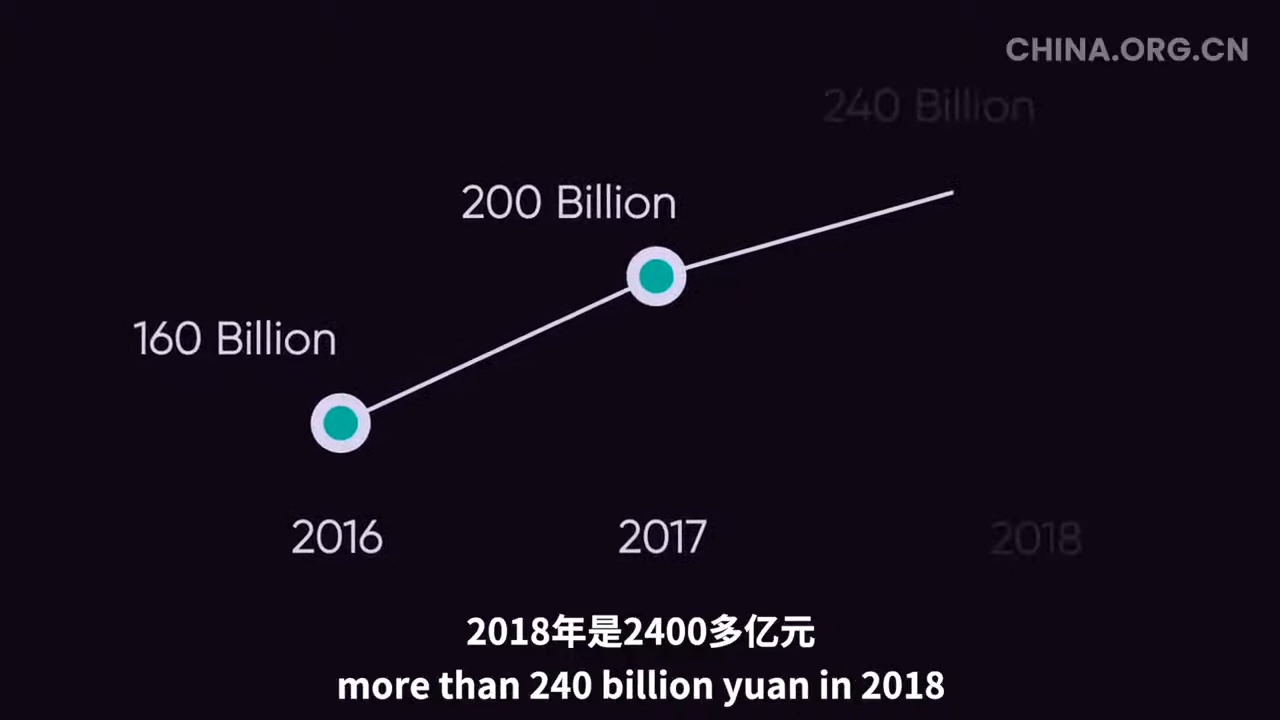 CHINA.ORG.CN
240 Billion
200 Billion
160 Billion
2016 2017 2018
2018年是2400多亿元
more than 240 billion yuan in 2018